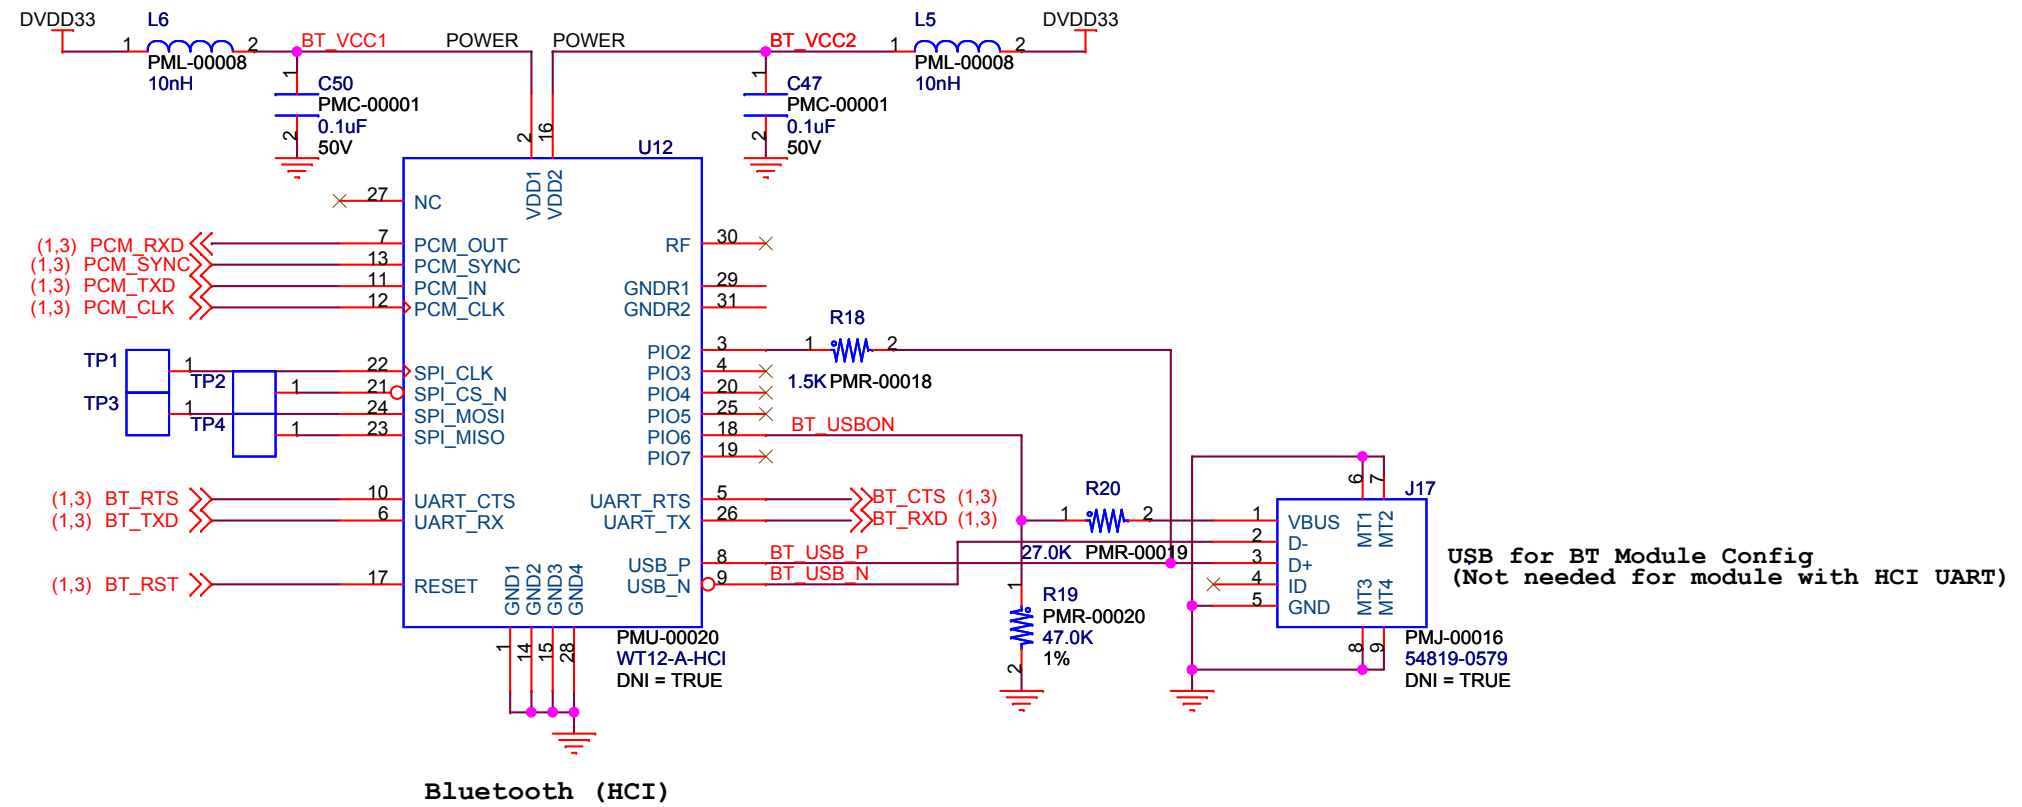 DVDD33 L6 L5 DVDD33
1 2 BT_VCC1 POWER POWER BT_VCC2 1 2
PML-00008 PML-00008
10nH 10nH
1 C50 1 C47
PMC-00001 PMC-00001
0.1uF 0.1uF
2 50V 2 50V
2 16
U12
VDD1 VDD2
27 NC
(1,3) PCM_RXD 7 PCM_OUT RF 30
(1,3) PCM_SYNC 13 PCM_SYNC
(1,3) PCM_TXD 11 PCM_IN GNDR1 29
(1,3) PCM_CLK 12 PCM_CLK GNDR2 31
R18
PIO2 3 1 2
TP1 1 22 SPI_CLK PIO3 4
1.5K PMR-00018
TP2 1 21 SPI_CS_N PIO4 20
TP3 1 24 SPI_MOSI PIO5 25
TP4 1 23 SPI_MISO PIO6 18 BT_USBON
PIO7 19
6 7
J17
(1,3) BT_RTS 10 UART_CTS UART_RTS 5 BT_CTS (1,3) R20
(1,3) BT_TXD 6 UART_RX UART_TX 26 BT_RXD (1,3) 1 2 1 VBUS MT1 MT2
2 D-
27.0K PMR-00019
USB_P 8 BT_USB_P 3 D+
(1,3) BT_RST 17 RESET USB_N 9 BT_USB_N 4 ID
USB for BT Module Config
(Not needed for module with HCI UART)
5 GND MT3 MT4
GND1 GND2 GND3 GND4
1 R19
PMR-00020
47.0K
2 1%
1 14 15 28
PMU-00020
WT12-A-HCI
DNI = TRUE
8 9
PMJ-00016
54819-0579
DNI = TRUE
Bluetooth (HCI)